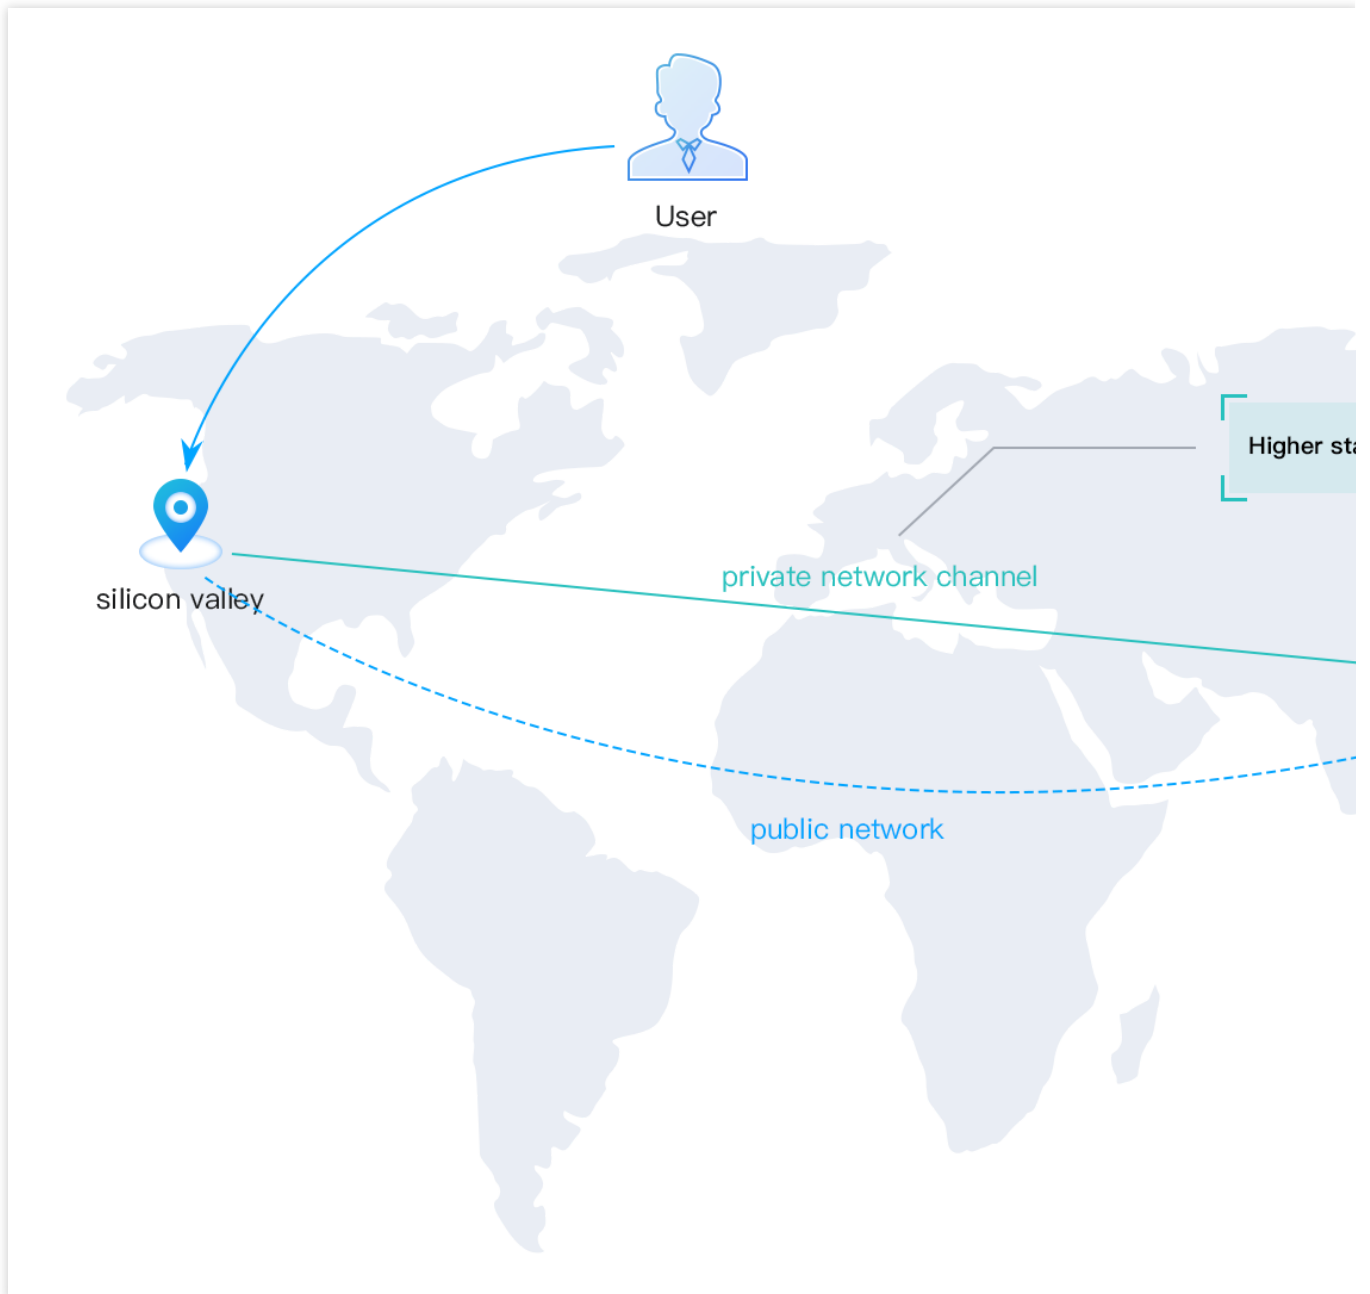 User
Higher
private network channel
silicon valley
public network